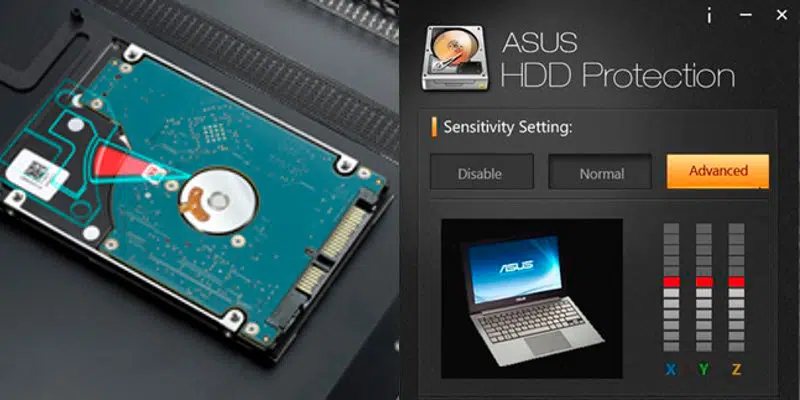 ASUS
HDD Protection
Sensitivity Setting:
Disable
Normal
Advanced
ASUS
X
Y
Z